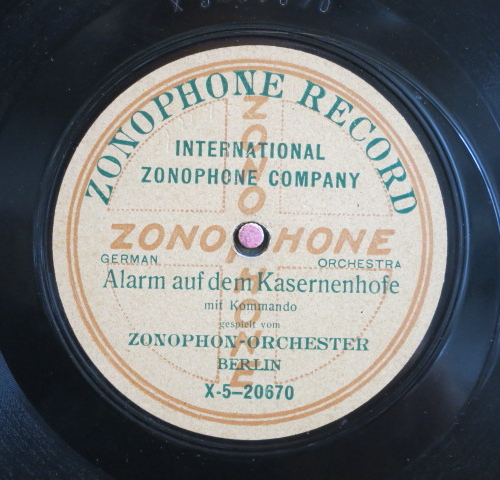 ZONOPHONE RECORD
INTERNATIONAL
ZONOPHONE COMPANY
ZONOPHONE
ZONOPHONE
GERMAN ORCHESTRA
Alarm auf dem Kasernenhofe
mit Kommando
gespielt vom
ZONOPHON-ORCHESTER
BERLIN
X-5-20670